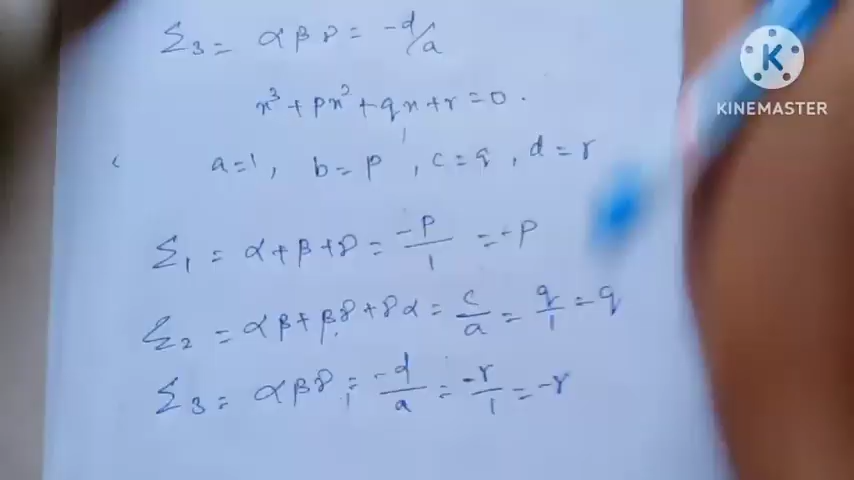 Σ₃ = αβγ = -d/a
x³ + px² + qx + r = 0.
a=1, b=p, c=q, d=r
Σ₁ = α+β+γ = -p/1 = -p
Σ₂ = αβ+βγ+γα = c/a = q/1 = q
Σ₃ = αβγ = -d/a = -r/1 = -r
K
KINEMASTER